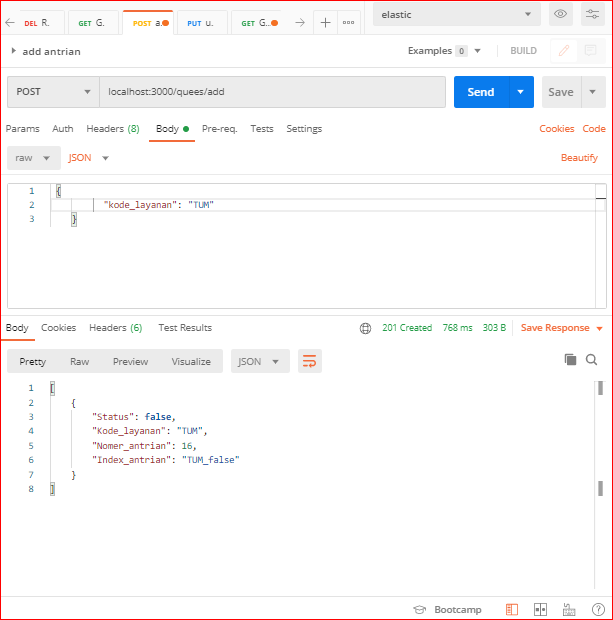 DEL R. GET G. POST a. PUT u. GET G.. elastic
add antrian Examples 0 BUILD
POST localhost:3000/quees/add Send Save
Params Auth Headers (8) Body Pre-req. Tests Settings Cookies Code
raw JSON Beautify
1 {
2 "kode_layanan": "TUM"
3 }
Body Cookies Headers (6) Test Results 201 Created 768 ms 303 B Save Response
Pretty Raw Preview Visualize JSON
1 [
2 {
3 "Status": false,
4 "Kode_layanan": "TUM",
5 "Nomer_antrian": 16,
6 "Index_antrian": "TUM_false"
7 }
8 ]
Bootcamp